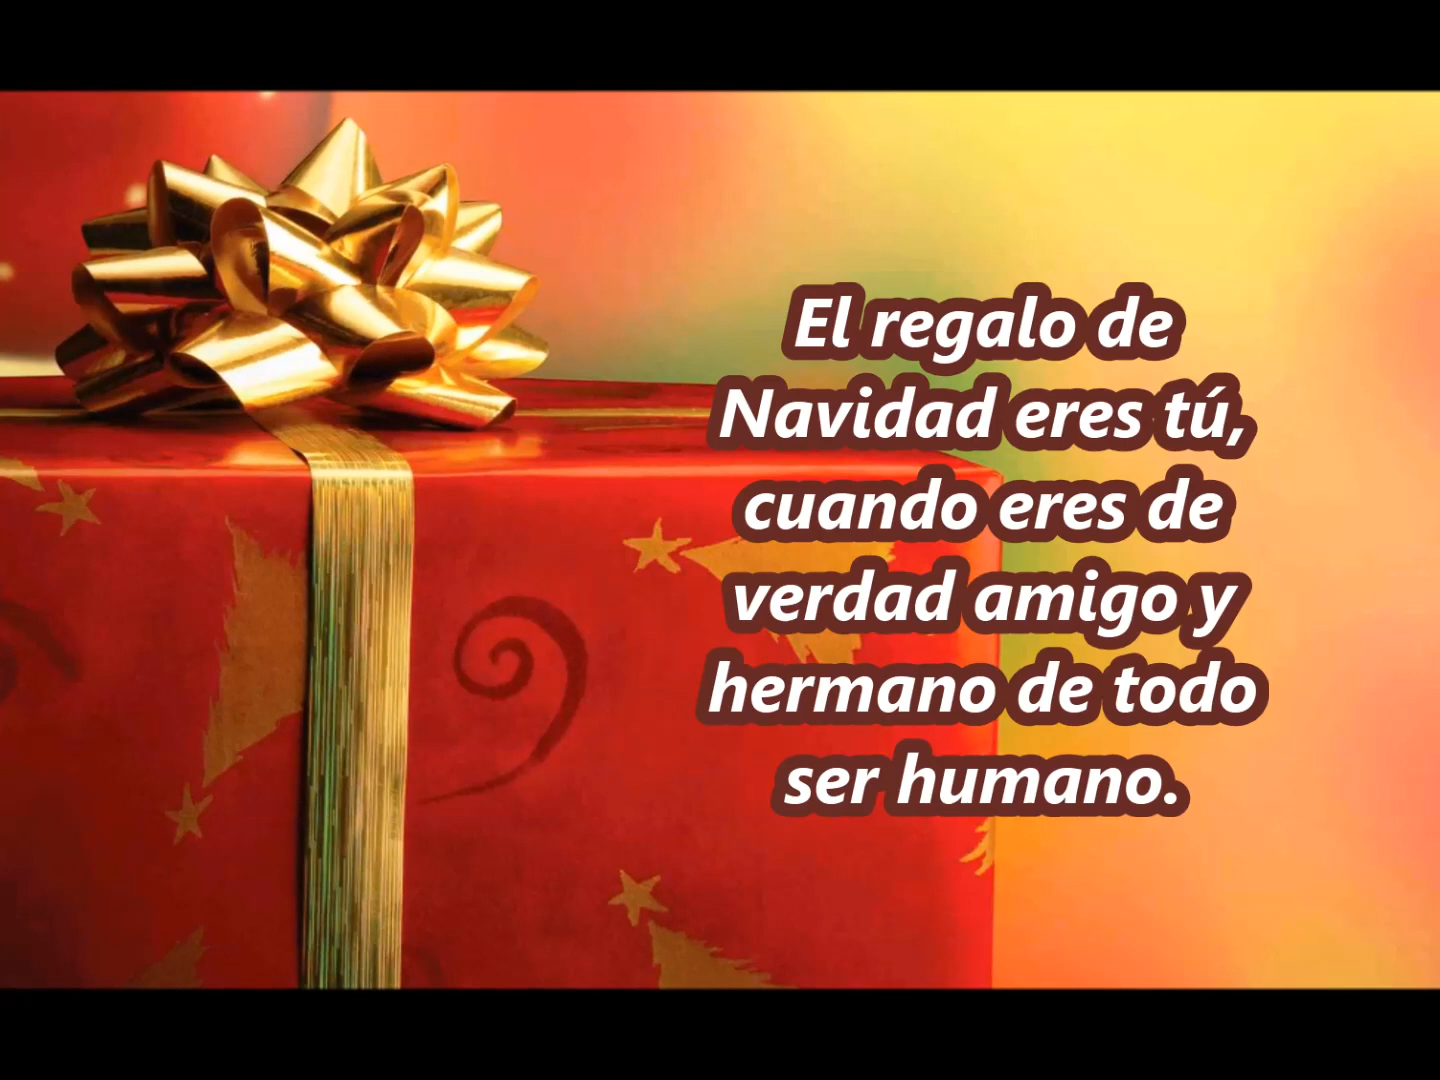 El regalo de
Navidad eres tú,
cuando eres de
verdad amigo y
hermano de todo
ser humano.